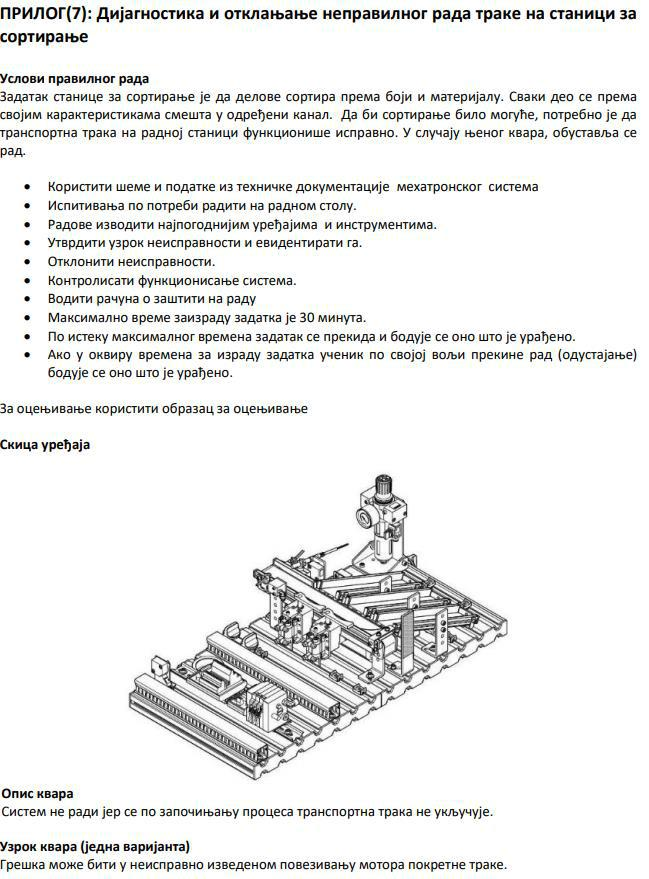 ПРИЛОГ(7): Дијагностика и отклањање неправилног рада траке на станици за
сортирање
Услови правилног рада
Задатак станице за сортирање је да делове сортира према боји и материјалу. Сваки део се према
својим карактеристикама смешта у одређени канал. Да би сортирање било могуће, потребно је да
транспортна трака на радној станици функционише исправно. У случају њеног квара, обуставља се
рад.
• Користити шеме и податке из техничке документације мехатронског система
• Испитивања по потреби радити на радном столу.
• Радове изводити најпогоднијим уређајима и инструментима.
• Утврдити узрок неисправности и евидентирати га.
• Отклонити неисправности.
• Контролисати функционисање система.
• Водити рачуна о заштити на раду
• Максимално време заизраду задатка је 30 минута.
• По истеку максималног времена задатак се прекида и бодује се оно што је урађено.
• Ако у оквиру времена за израду задатка ученик по својој вољи прекине рад (одустајање)
бодује се оно што је урађено.
За оцењивање користити образац за оцењивање
Скица уређаја
Опис квара
Систем не ради јер се по започињању процеса транспортна трака не укључује.
Узрок квара (једна варијанта)
Грешка може бити у неисправно изведеном повезивању мотора покретне траке.